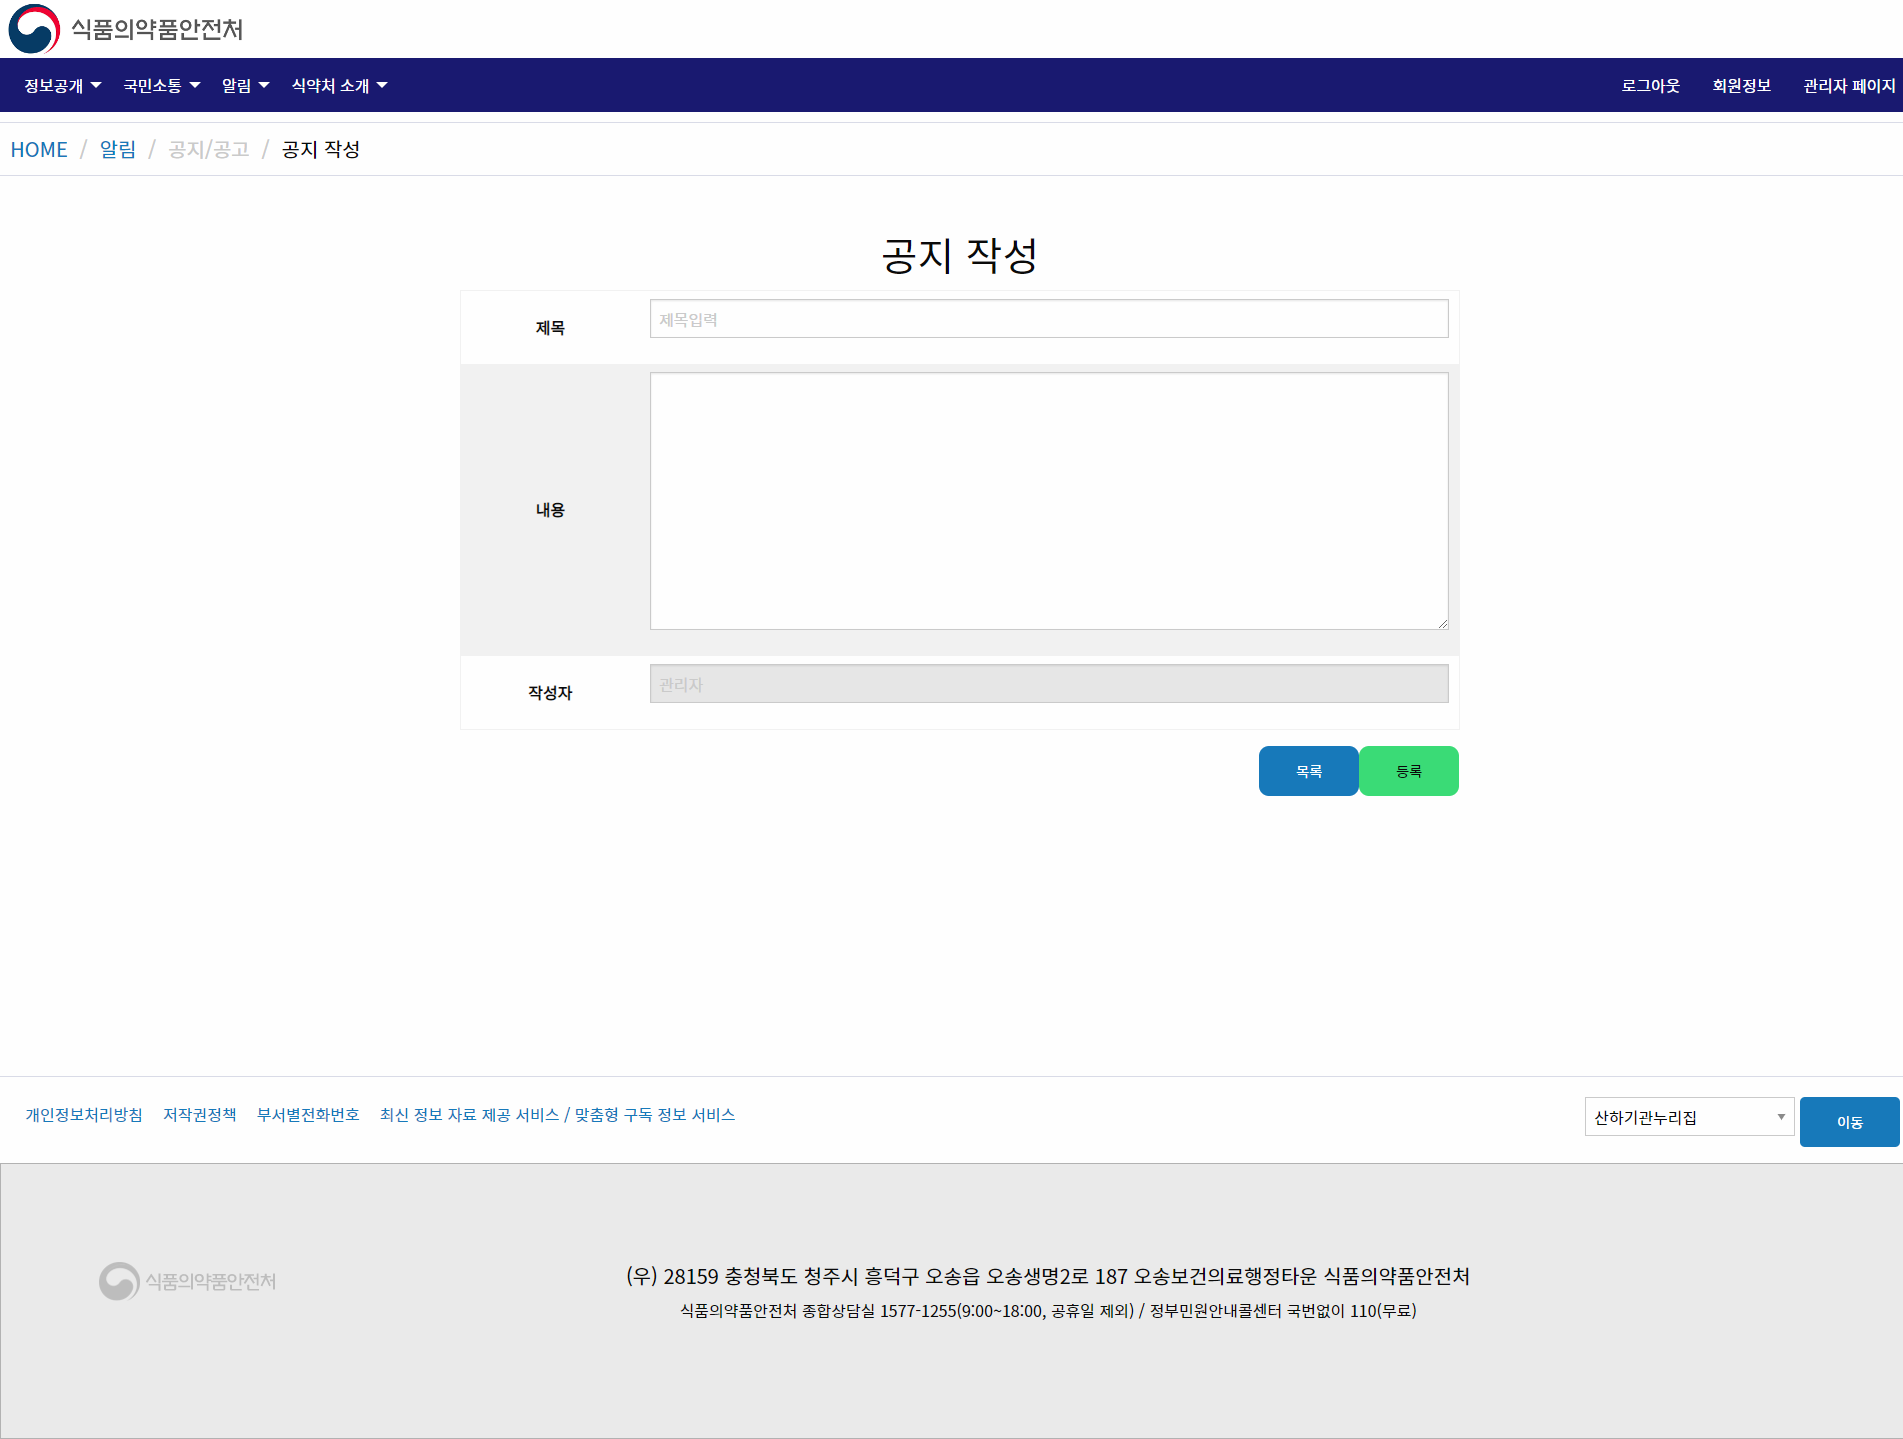 식품의약품안전처
정보공개 국민소통 알림 식약처 소개 로그아웃 회원정보 관리자 페이지
HOME / 알림 / 공지/공고 / 공지 작성
공지 작성
제목 제목입력
내용
작성자 관리자
목록 등록
개인정보처리방침 저작권정책 부서별전화번호 최신 정보 자료 제공 서비스 / 맞춤형 구독 정보 서비스 산하기관누리집 이동
식품의약품안전처
(우) 28159 충청북도 청주시 흥덕구 오송읍 오송생명2로 187 오송보건의료행정타운 식품의약품안전처
식품의약품안전처 종합상담실 1577-1255(9:00~18:00, 공휴일 제외) / 정부민원안내콜센터 국번없이 110(무료)